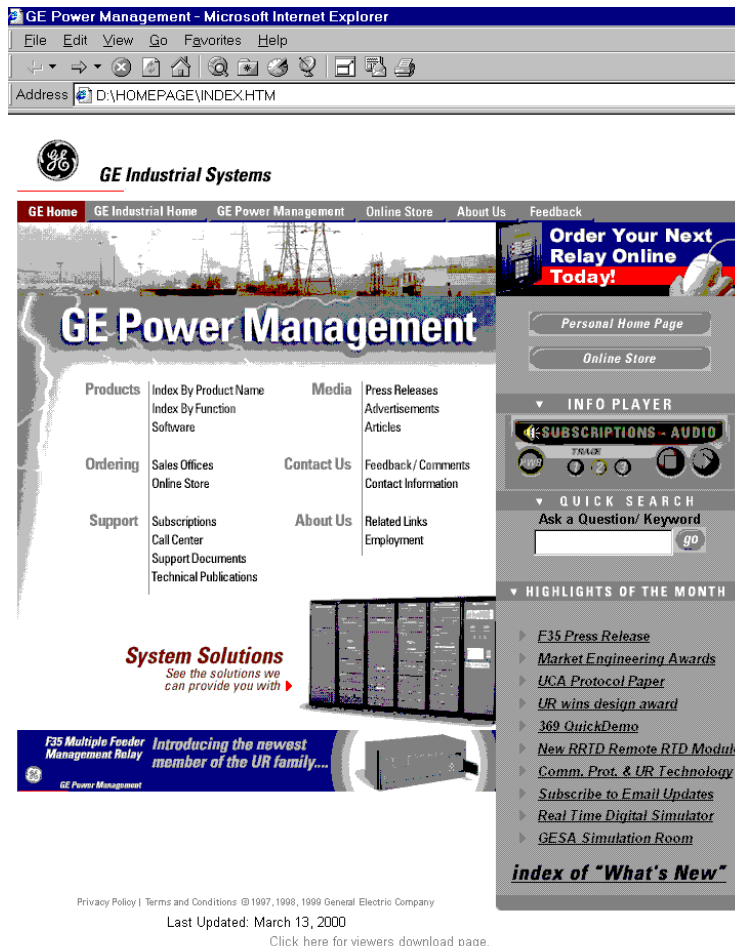 GE Power Management - Microsoft Internet Explorer
File Edit View Go Favorites Help
Address D:\HOMEPAGE\INDEX.HTM
GE Industrial Systems
GE Home GE Industrial Home GE Power Management Online Store About Us Feedback
Order Your Next
Relay Online
Today!
GE Power Management
Personal Home Page
Online Store
Products
Index By Product Name
Index By Function
Software
Media
Press Releases
Advertisements
Articles
Ordering
Sales Offices
Online Store
Contact Us
Feedback/ Comments
Contact Information
Support
Subscriptions
Call Center
Support Documents
Technical Publications
About Us
Related Links
Employment
INFO PLAYER
SUBSCRIPTIONS - AUDIO
PWR
TRACE
1 2 3
QUICK SEARCH
Ask a Question/ Keyword
go
HIGHLIGHTS OF THE MONTH
F35 Press Release
Market Engineering Awards
UCA Protocol Paper
UR wins design award
369 QuickDemo
New RRTD Remote RTD Module
Comm. Prot. & UR Technology
Subscribe to Email Updates
Real Time Digital Simulator
GESA Simulation Room
index of "What's New"
System Solutions
See the solutions we
can provide you with
F35 Multiple Feeder
Management Relay
GE Power Management
Introducing the newest
member of the UR family....
Privacy Policy | Terms and Conditions ©1997, 1998, 1999 General Electric Company
Last Updated: March 13, 2000
Click here for viewers download page.